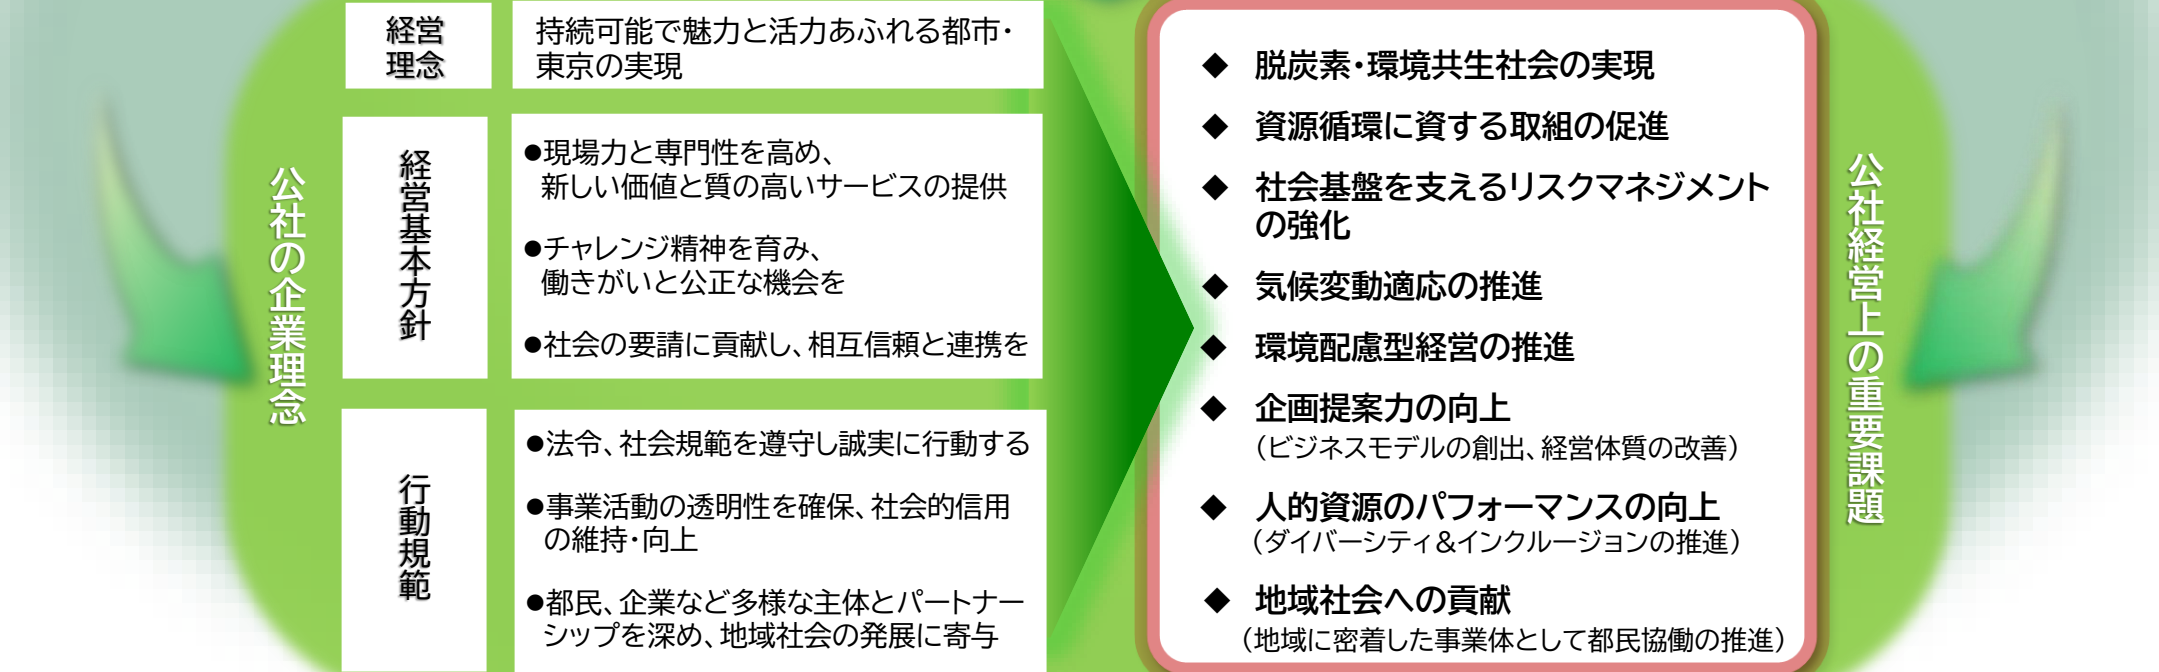 公社の企業理念
経営
理念
持続可能で魅力と活力あふれる都市・
東京の実現
経営基本方針
●現場力と専門性を高め、
新しい価値と質の高いサービスの提供
●チャレンジ精神を育み、
働きがいと公正な機会を
●社会の要請に貢献し、相互信頼と連携を
行動規範
●法令、社会規範を遵守し誠実に行動する
●事業活動の透明性を確保、社会的信用
の維持・向上
●都民、企業など多様な主体とパートナー
シップを深め、地域社会の発展に寄与
◆ 脱炭素・環境共生社会の実現
◆ 資源循環に資する取組の促進
◆ 社会基盤を支えるリスクマネジメント
の強化
◆ 気候変動適応の推進
◆ 環境配慮型経営の推進
◆ 企画提案力の向上
（ビジネスモデルの創出、経営体質の改善）
◆ 人的資源のパフォーマンスの向上
（ダイバーシティ&インクルージョンの推進）
◆ 地域社会への貢献
（地域に密着した事業体として都民協働の推進）
公社経営上の重要課題